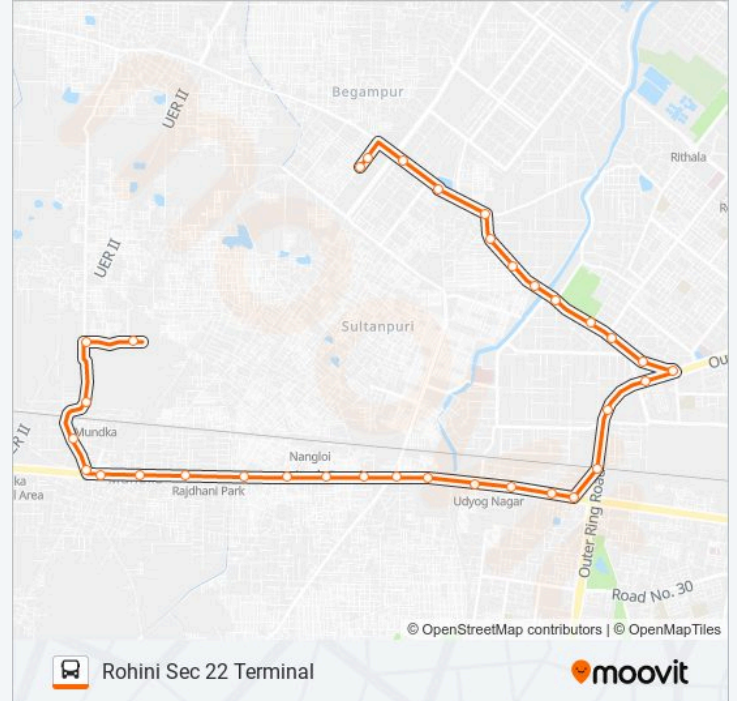 Begampur
UER II
Rithala
UER II
Sultanpuri
Mundka
Nangloi
Rajdhani Park
Udyog Nagar
Outer Ring Road
Road No. 30
© OpenStreetMap contributors | © OpenMapTiles
Rohini Sec 22 Terminal
moovit